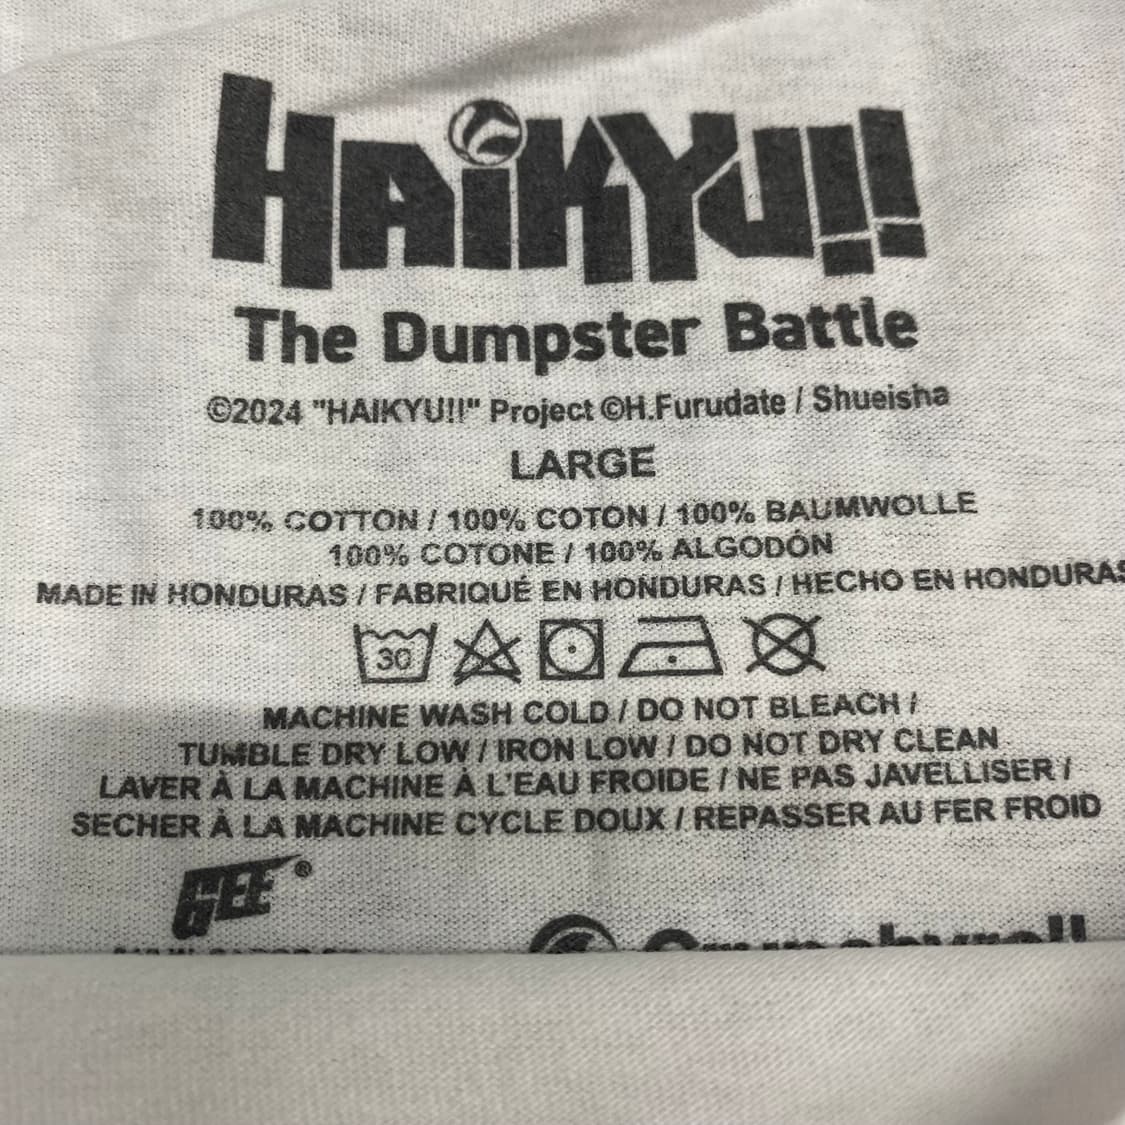 HAiKYU!!
The Dumpster Battle
©2024 "HAIKYU!!" Project ©H.Furudate / Shueisha
LARGE
100% COTTON / 100% COTON / 100% BAUMWOLLE
100% COTONE / 100% ALGODÓN
MADE IN HONDURAS / FABRIQUÉ EN HONDURAS / HECHO EN HONDURAS
30
MACHINE WASH COLD / DO NOT BLEACH /
TUMBLE DRY LOW / IRON LOW / DO NOT DRY CLEAN
LAVER À LA MACHINE À L'EAU FROIDE / NE PAS JAVELLISER /
SECHER À LA MACHINE CYCLE DOUX / REPASSER AU FER FROID
GEE®
Crunchyroll